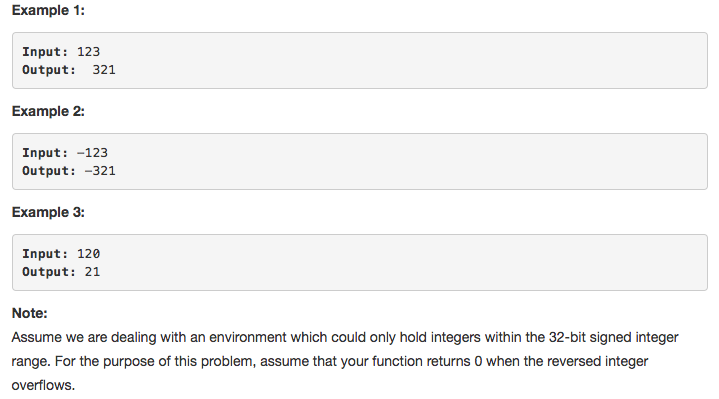 Example 1:
Input: 123
Output:  321
Example 2:
Input: −123
Output: −321
Example 3:
Input: 120
Output: 21
Note:
Assume we are dealing with an environment which could only hold integers within the 32-bit signed integer
range. For the purpose of this problem, assume that your function returns 0 when the reversed integer
overflows.